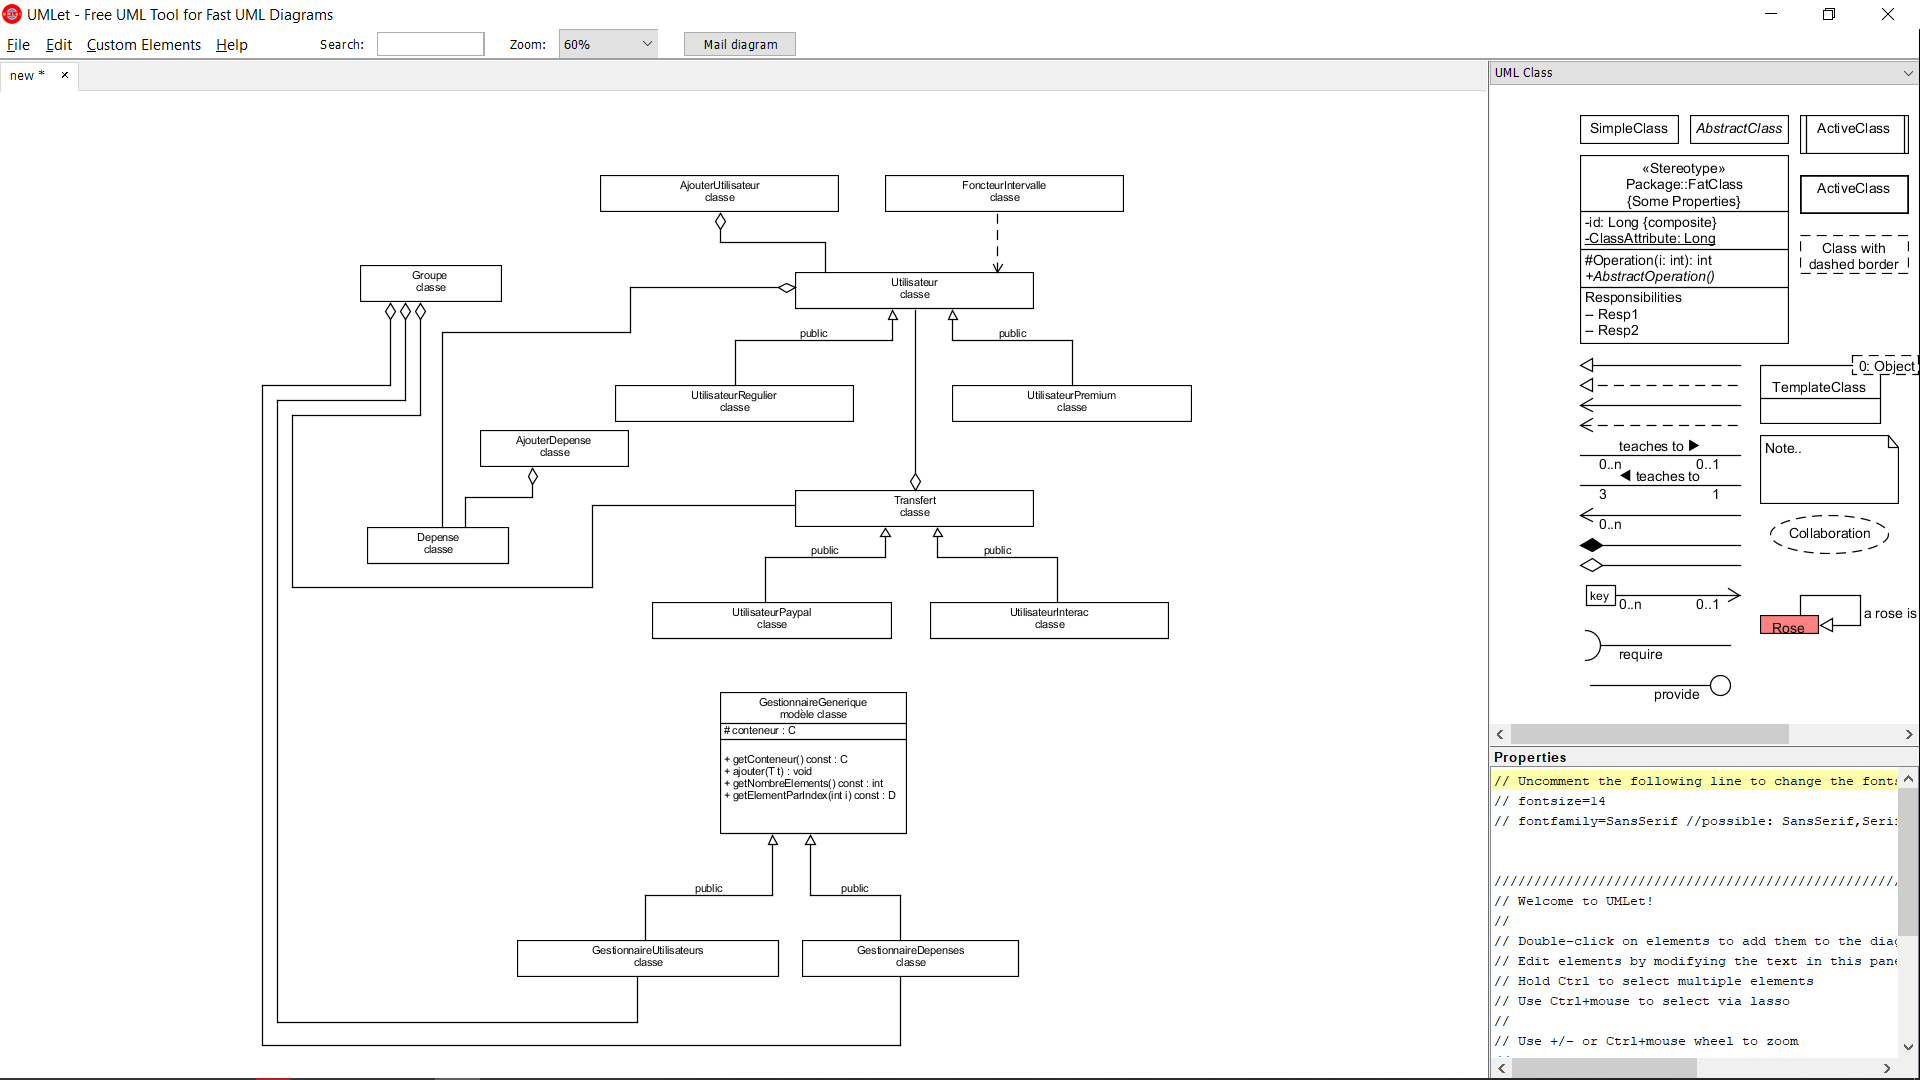 UMLet - Free UML Tool for Fast UML Diagrams
File Edit Custom Elements Help Search: Zoom: 60% Mail diagram
new *
AjouterUtilisateur
classe
FoncteurIntervalle
classe
Groupe
classe
Utilisateur
classe
public
public
UtilisateurRegulier
classe
UtilisateurPremium
classe
AjouterDepense
classe
Transfert
classe
Depense
classe
public
public
UtilisateurPaypal
classe
UtilisateurInterac
classe
GestionnaireGenerique
modèle classe
# conteneur : C
+ getConteneur() const : C
+ ajouter(T t) : void
+ getNombreElements() const : int
+ getElementParIndex(int i) const : D
public
public
GestionnaireUtilisateurs
classe
GestionnaireDepenses
classe
UML Class
SimpleClass
AbstractClass
ActiveClass
«Stereotype»
Package::FatClass
{Some Properties}
-id: Long {composite}
-ClassAttribute: Long
#Operation(i: int): int
+AbstractOperation()
Responsibilities
-- Resp1
-- Resp2
ActiveClass
Class with
dashed border
0: Object
TemplateClass
teaches to ►
0..n 0..1
◄ teaches to
3 1
0..n
Note..
Collaboration
key
0..n 0..1
Rose
a rose is
require
provide
Properties
// Uncomment the following line to change the fonts
// fontsize=14
// fontfamily=SansSerif //possible: SansSerif,Seri
//////////////////////////////////////////////////
// Welcome to UMLet!
//
// Double-click on elements to add them to the diag
// Edit elements by modifying the text in this pane
// Hold Ctrl to select multiple elements
// Use Ctrl+mouse to select via lasso
//
// Use +/- or Ctrl+mouse wheel to zoom